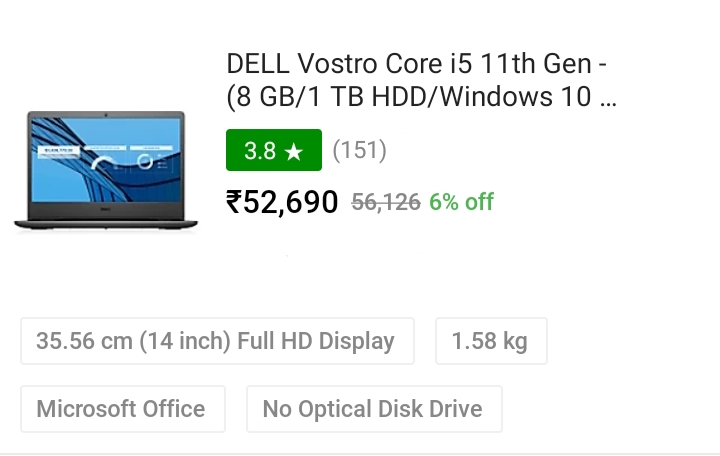 DELL Vostro Core i5 11th Gen -
(8 GB/1 TB HDD/Windows 10 ...
3.8 ★ (151)
₹52,690 56,126 6% off
35.56 cm (14 inch) Full HD Display 1.58 kg
Microsoft Office No Optical Disk Drive